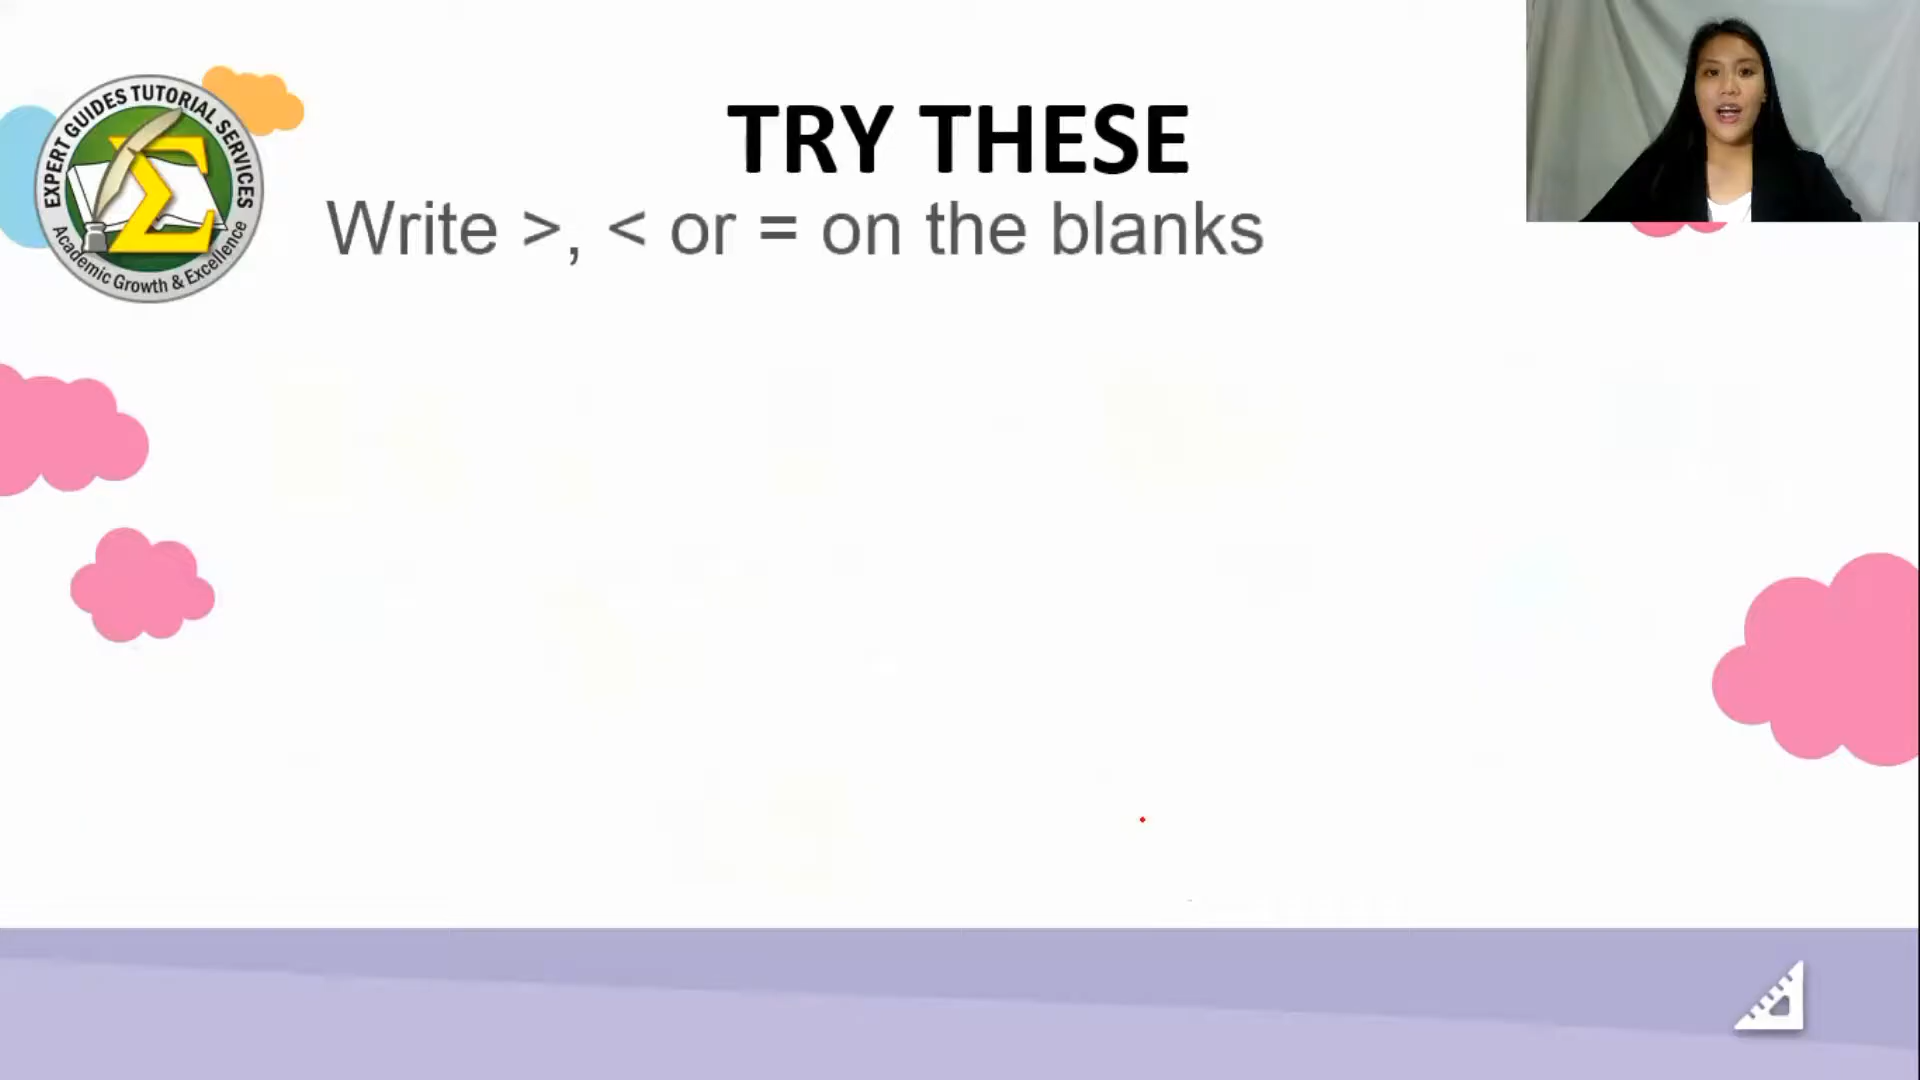 EXPERT GUIDES TUTORIAL SERVICES
Academic Growth & Excellence
TRY THESE
Write >, < or = on the blanks